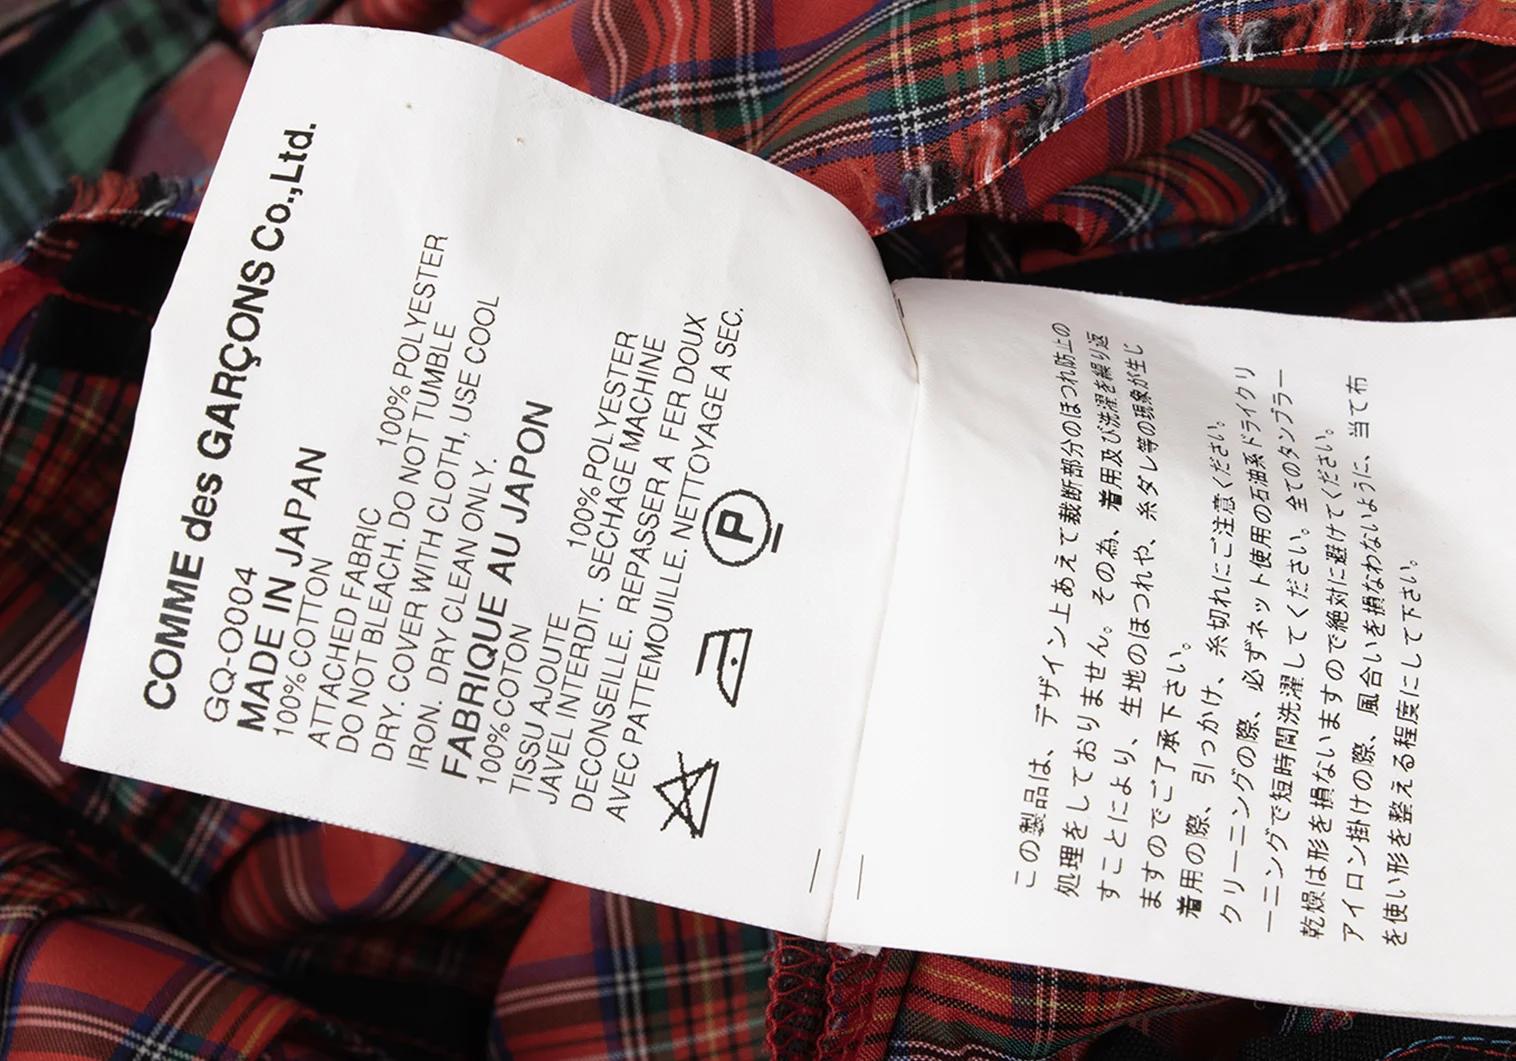 COMME des GARÇONS Co.,Ltd.
GQ-O004
MADE IN JAPAN
100% COTTON
ATTACHED FABRIC 100% POLYESTER
DO NOT BLEACH. DO NOT TUMBLE
DRY. COVER WITH CLOTH, USE COOL
IRON. DRY CLEAN ONLY.
FABRIQUE AU JAPON
100% COTON
TISSU AJOUTE 100% POLYESTER
JAVEL INTERDIT. SECHAGE MACHINE
DECONSEILLE. REPASSER A FER DOUX
AVEC PATTEMOUILLE. NETTOYAGE A SEC.
P
この製品は、デザイン上あえて裁断部分のほつれ防止の
処理をしておりません。その為、着用及び洗濯を繰り返
すことにより、生地のほつれや、糸ダレ等の現象が生じ
ますのでご了承下さい。
着用の際、引っかけ、糸切れにご注意ください。
クリーニングの際、必ずネット使用の石油系ドライクリ
ーニングで短時間洗濯してください。全てのタンブラー
乾燥は形を損ないますので絶対に避けてください。
アイロン掛けの際、風合いを損なわないように、当て布
を使い形を整える程度にして下さい。